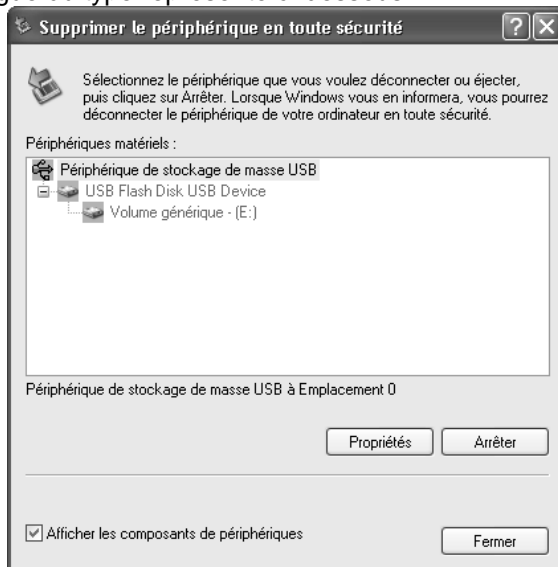 Supprimer le périphérique en toute sécurité
Sélectionnez le périphérique que vous voulez déconnecter ou éjecter,
puis cliquez sur Arrêter. Lorsque Windows vous en informera, vous pourrez
déconnecter le périphérique de votre ordinateur en toute sécurité.
Périphériques matériels :
Périphérique de stockage de masse USB
USB Flash Disk USB Device
Volume générique - (E:)
Périphérique de stockage de masse USB à Emplacement 0
Propriétés Arrêter
Afficher les composants de périphériques
Fermer